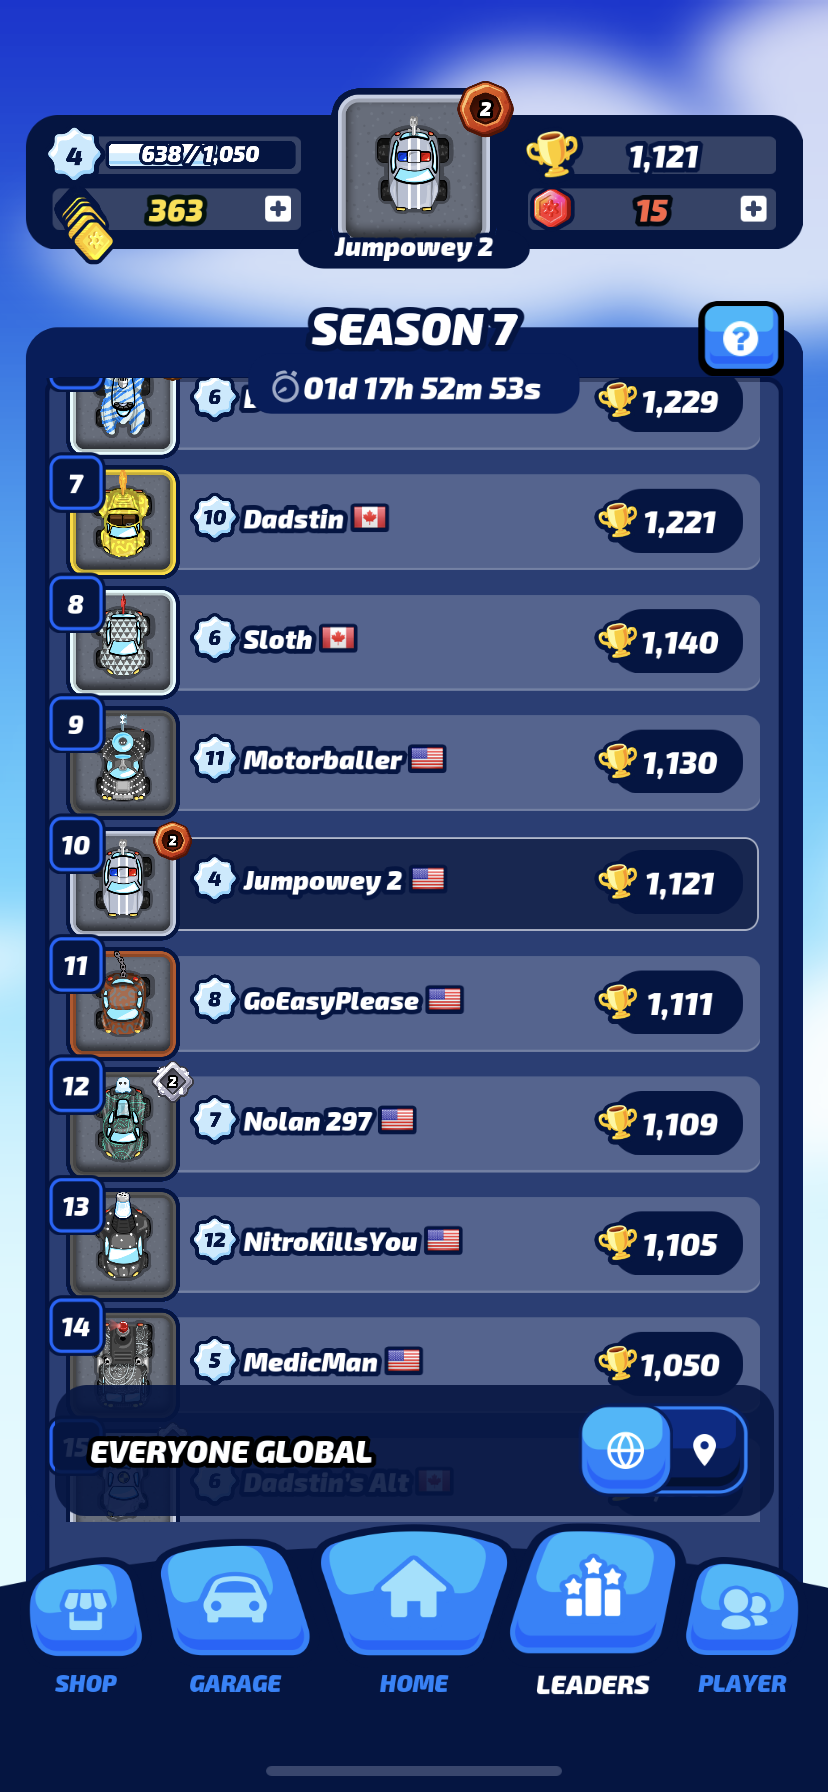 2
4 638/1,050 1,121
363 + 15 +
Jumpowey 2
SEASON 7
?
01d 17h 52m 53s
6 1,229
7 10 Dadstin 1,221
8 6 Sloth 1,140
9 11 Motorballer 1,130
10 2 4 Jumpowey 2 1,121
11 8 GoEasyPlease 1,111
12 2 7 Nolan 297 1,109
13 12 NitroKillsYou 1,105
14 5 MedicMan 1,050
15 6 Dadstin's Alt
EVERYONE GLOBAL
SHOP GARAGE HOME LEADERS PLAYER